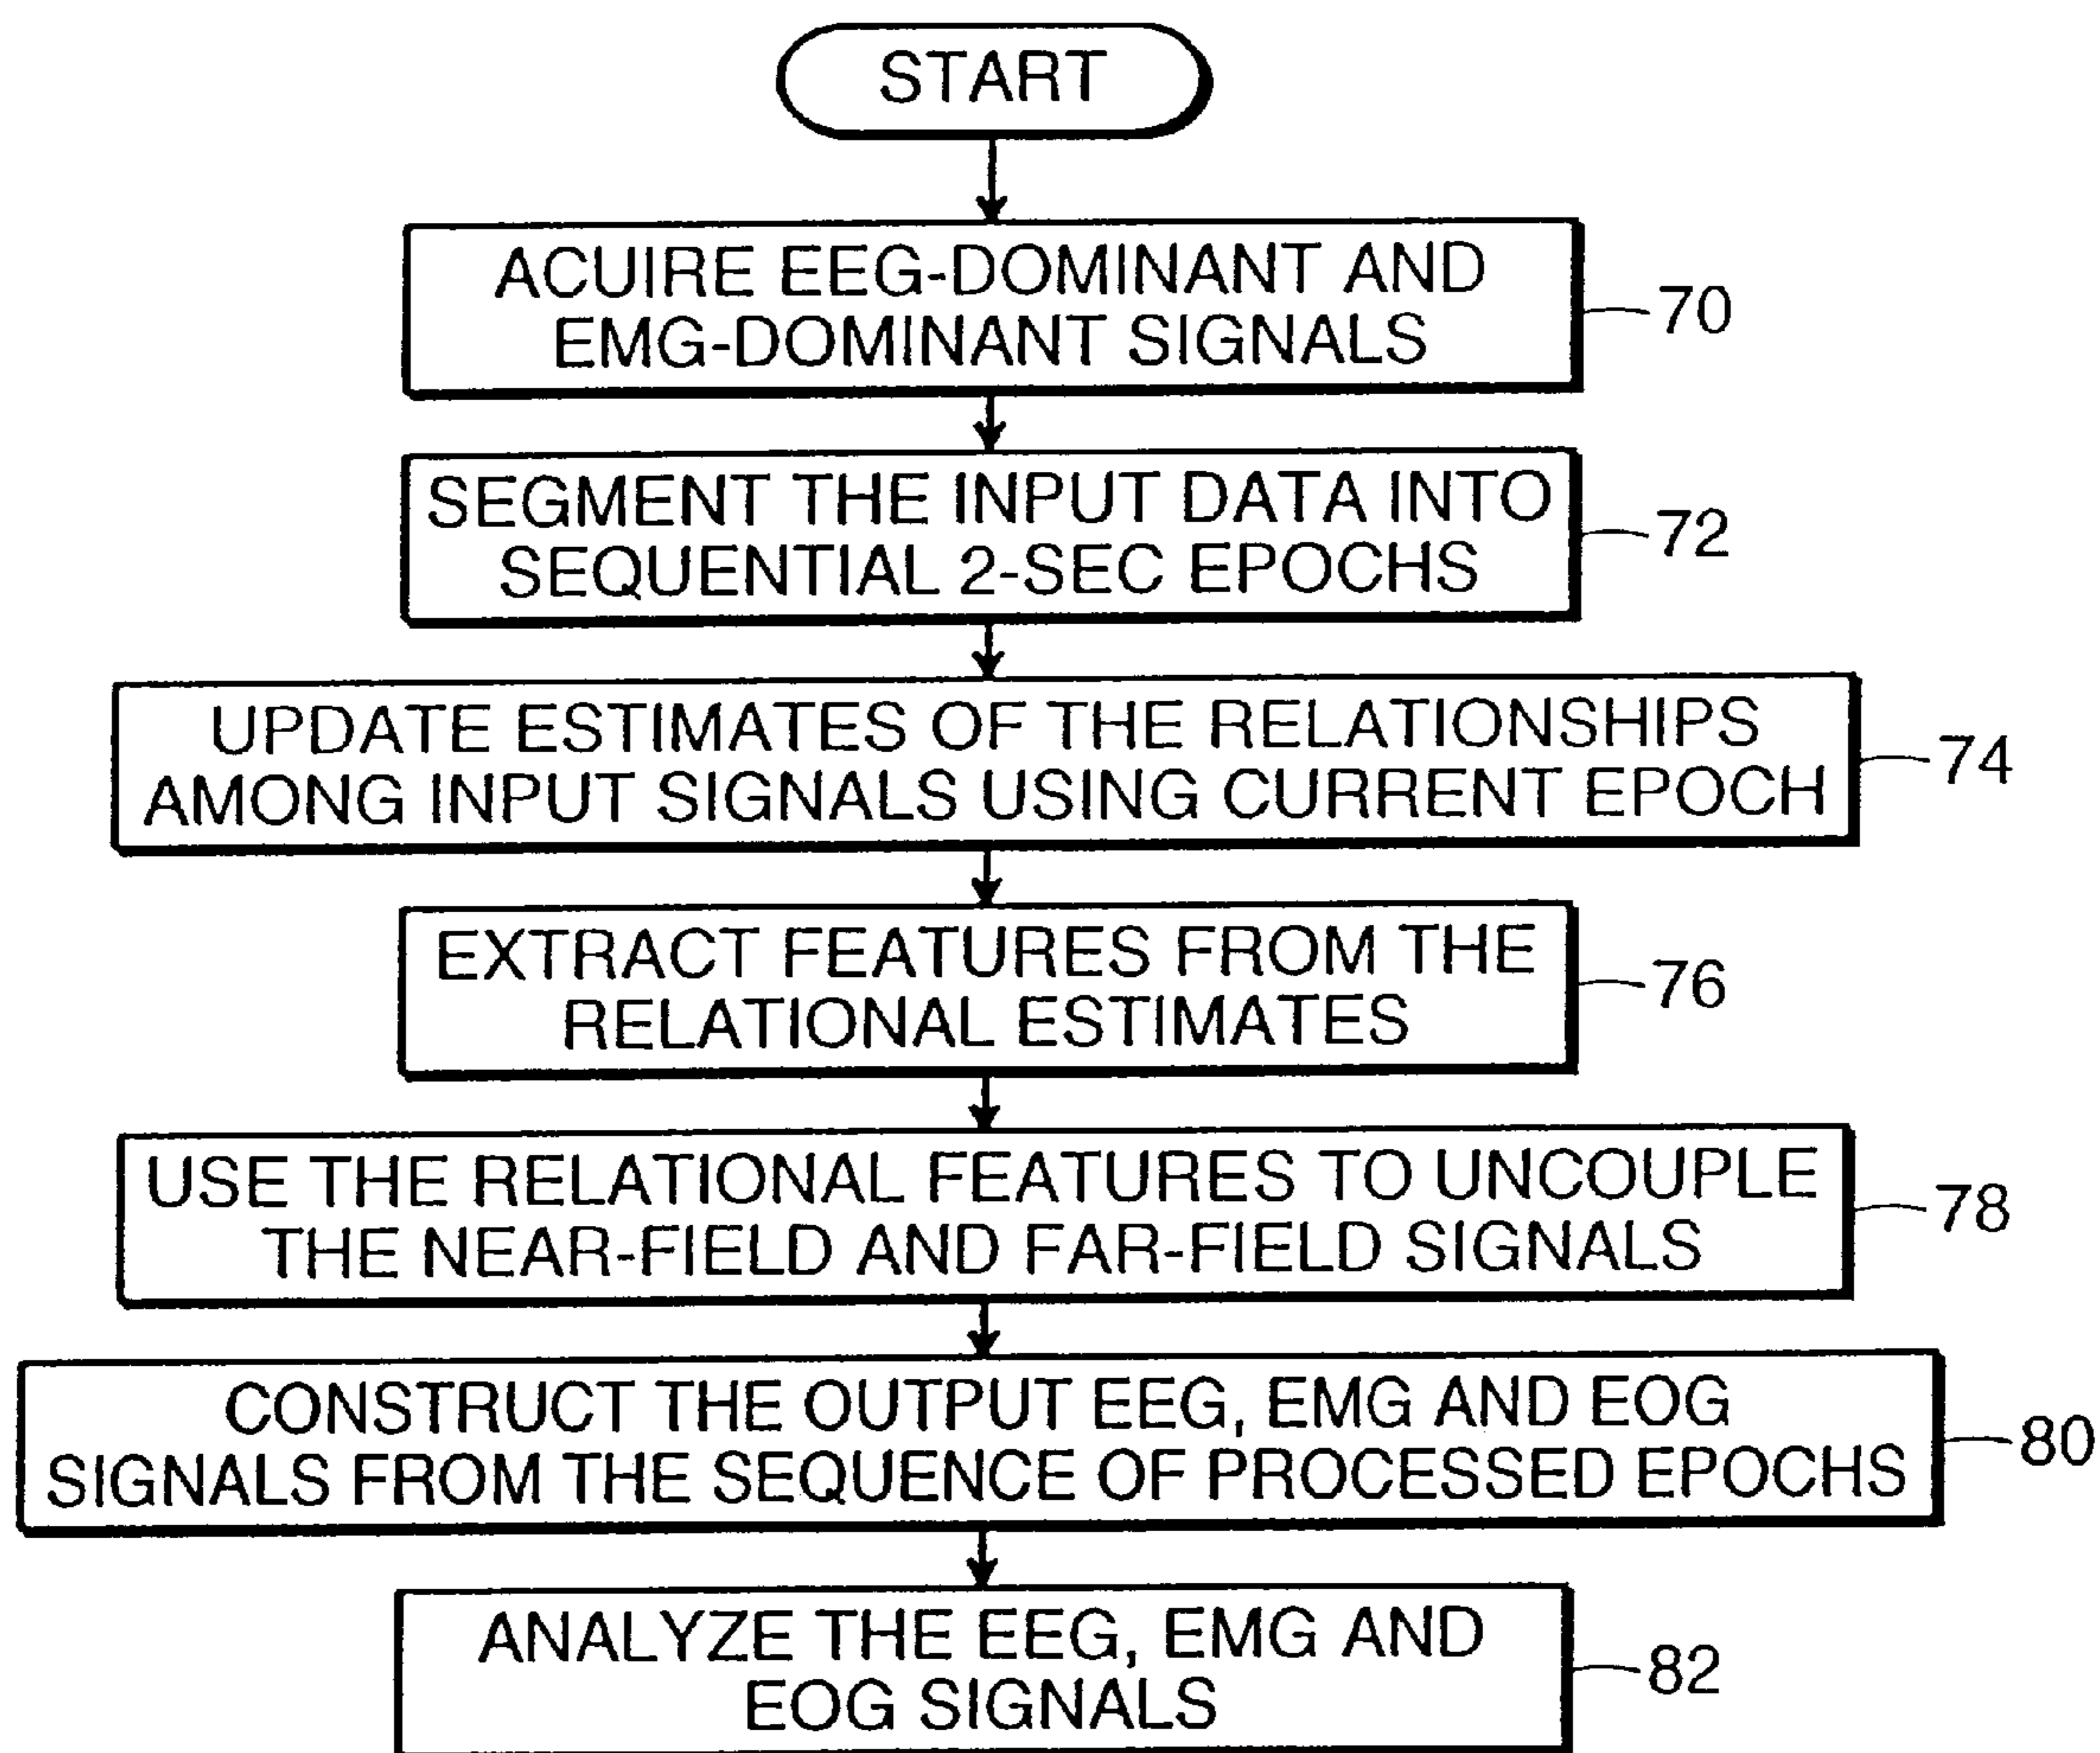 START
ACUIRE EEG-DOMINANT AND
EMG-DOMINANT SIGNALS
70
SEGMENT THE INPUT DATA INTO
SEQUENTIAL 2-SEC EPOCHS
72
UPDATE ESTIMATES OF THE RELATIONSHIPS
AMONG INPUT SIGNALS USING CURRENT EPOCH
74
EXTRACT FEATURES FROM THE
RELATIONAL ESTIMATES
76
USE THE RELATIONAL FEATURES TO UNCOUPLE
THE NEAR-FIELD AND FAR-FIELD SIGNALS
78
CONSTRUCT THE OUTPUT EEG, EMG AND EOG
SIGNALS FROM THE SEQUENCE OF PROCESSED EPOCHS
80
ANALYZE THE EEG, EMG AND
EOG SIGNALS
82